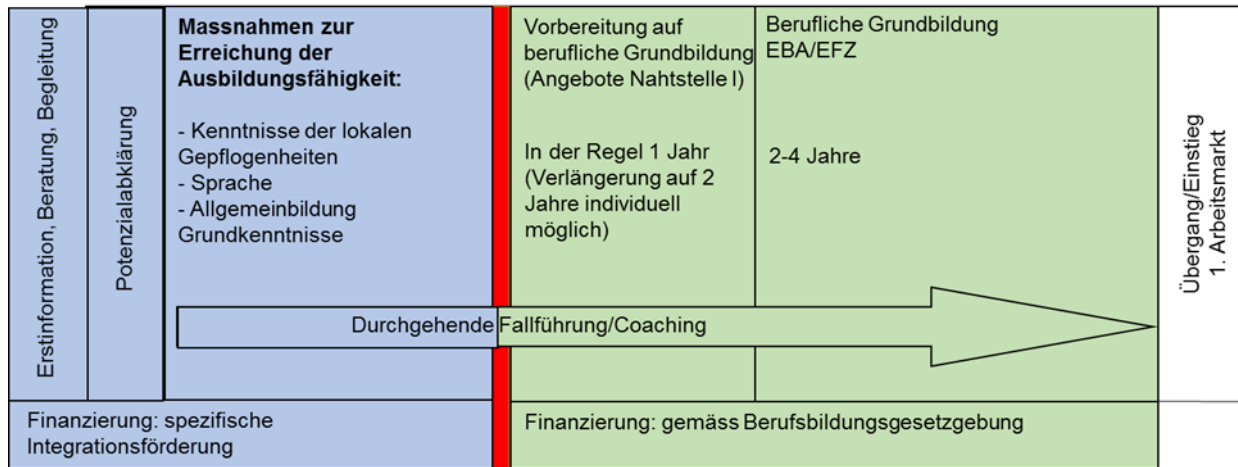 Erstinformation, Beratung, Begleitung
Potenzialabklärung
Massnahmen zur
Erreichung der
Ausbildungsfähigkeit:
- Kenntnisse der lokalen
Gepflogenheiten
- Sprache
- Allgemeinbildung
Grundkenntnisse
Vorbereitung auf
berufliche Grundbildung
(Angebote Nahtstelle I)
In der Regel 1 Jahr
(Verlängerung auf 2
Jahre individuell
möglich)
Berufliche Grundbildung
EBA/EFZ
2-4 Jahre
Übergang/Einstieg
1. Arbeitsmarkt
Durchgehende Fallführung/Coaching
Finanzierung: spezifische
Integrationsförderung
Finanzierung: gemäss Berufsbildungsgesetzgebung